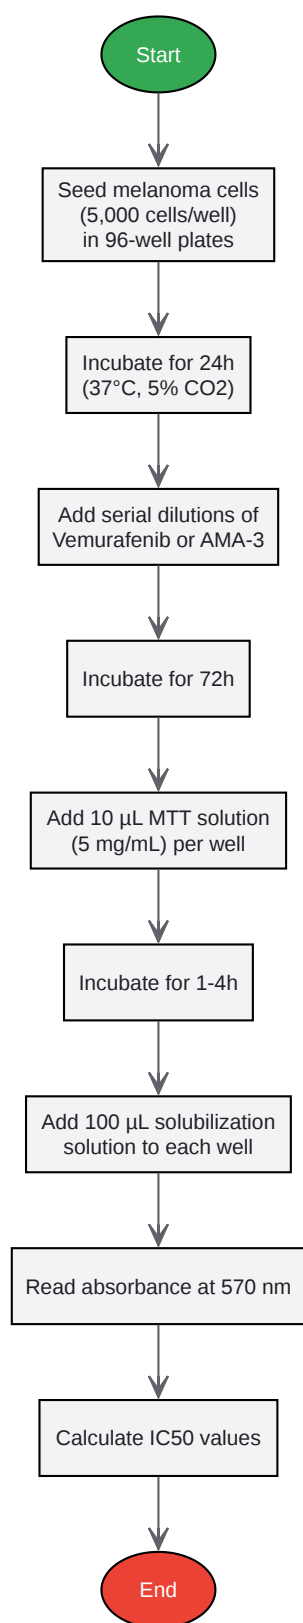 Start
Seed melanoma cells
(5,000 cells/well)
in 96-well plates
Incubate for 24h
(37°C, 5% CO2)
Add serial dilutions of
Vemurafenib or AMA-3
Incubate for 72h
Add 10 µL MTT solution
(5 mg/mL) per well
Incubate for 1-4h
Add 100 µL solubilization
solution to each well
Read absorbance at 570 nm
Calculate IC50 values
End